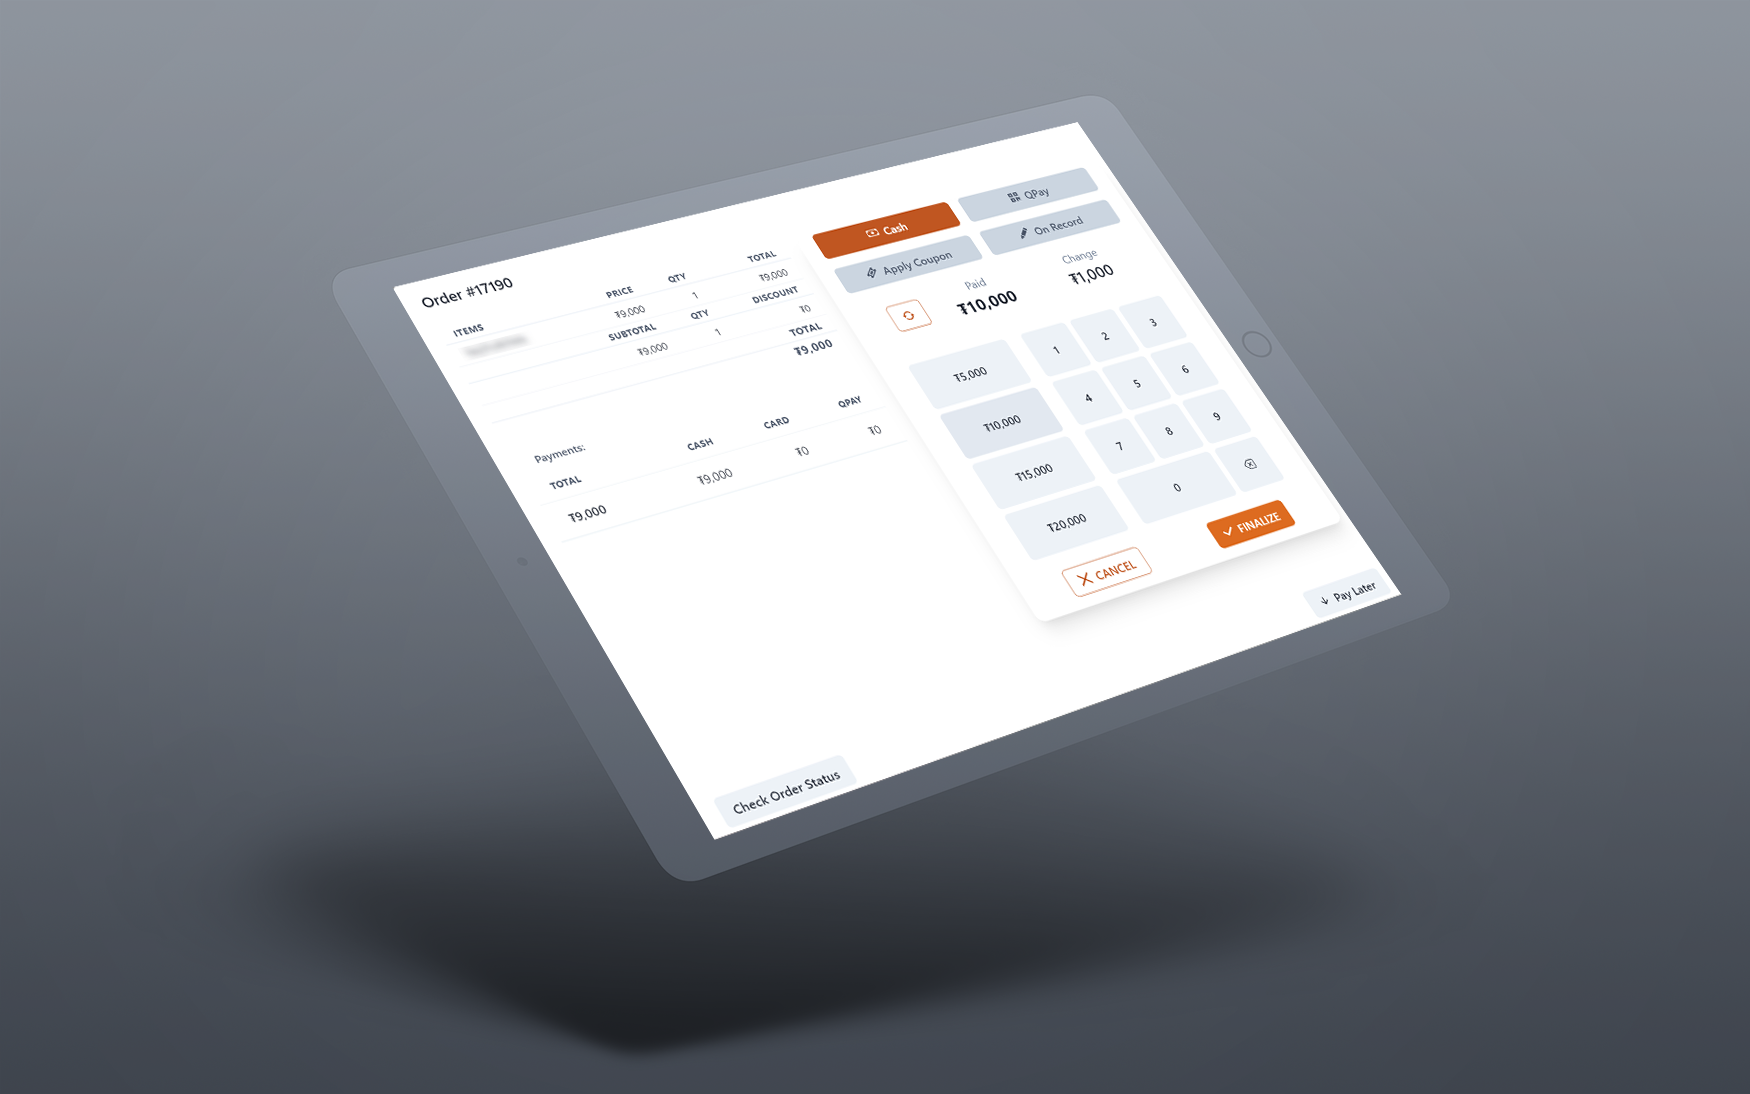 Order #17190
ITEMS PRICE QTY TOTAL
₮9,000 1 ₮9,000
SUBTOTAL QTY DISCOUNT
₮9,000 1 ₮0
TOTAL
₮9,000
Payments:
TOTAL CASH CARD QPAY
₮9,000 ₮9,000 ₮0 ₮0
Check Order Status
Cash QPay
Apply Coupon On Record
Paid Change
₮10,000 ₮1,000
₮5,000 1 2 3
₮10,000 4 5 6
₮15,000 7 8 9
₮20,000 0
CANCEL FINALIZE
Pay Later